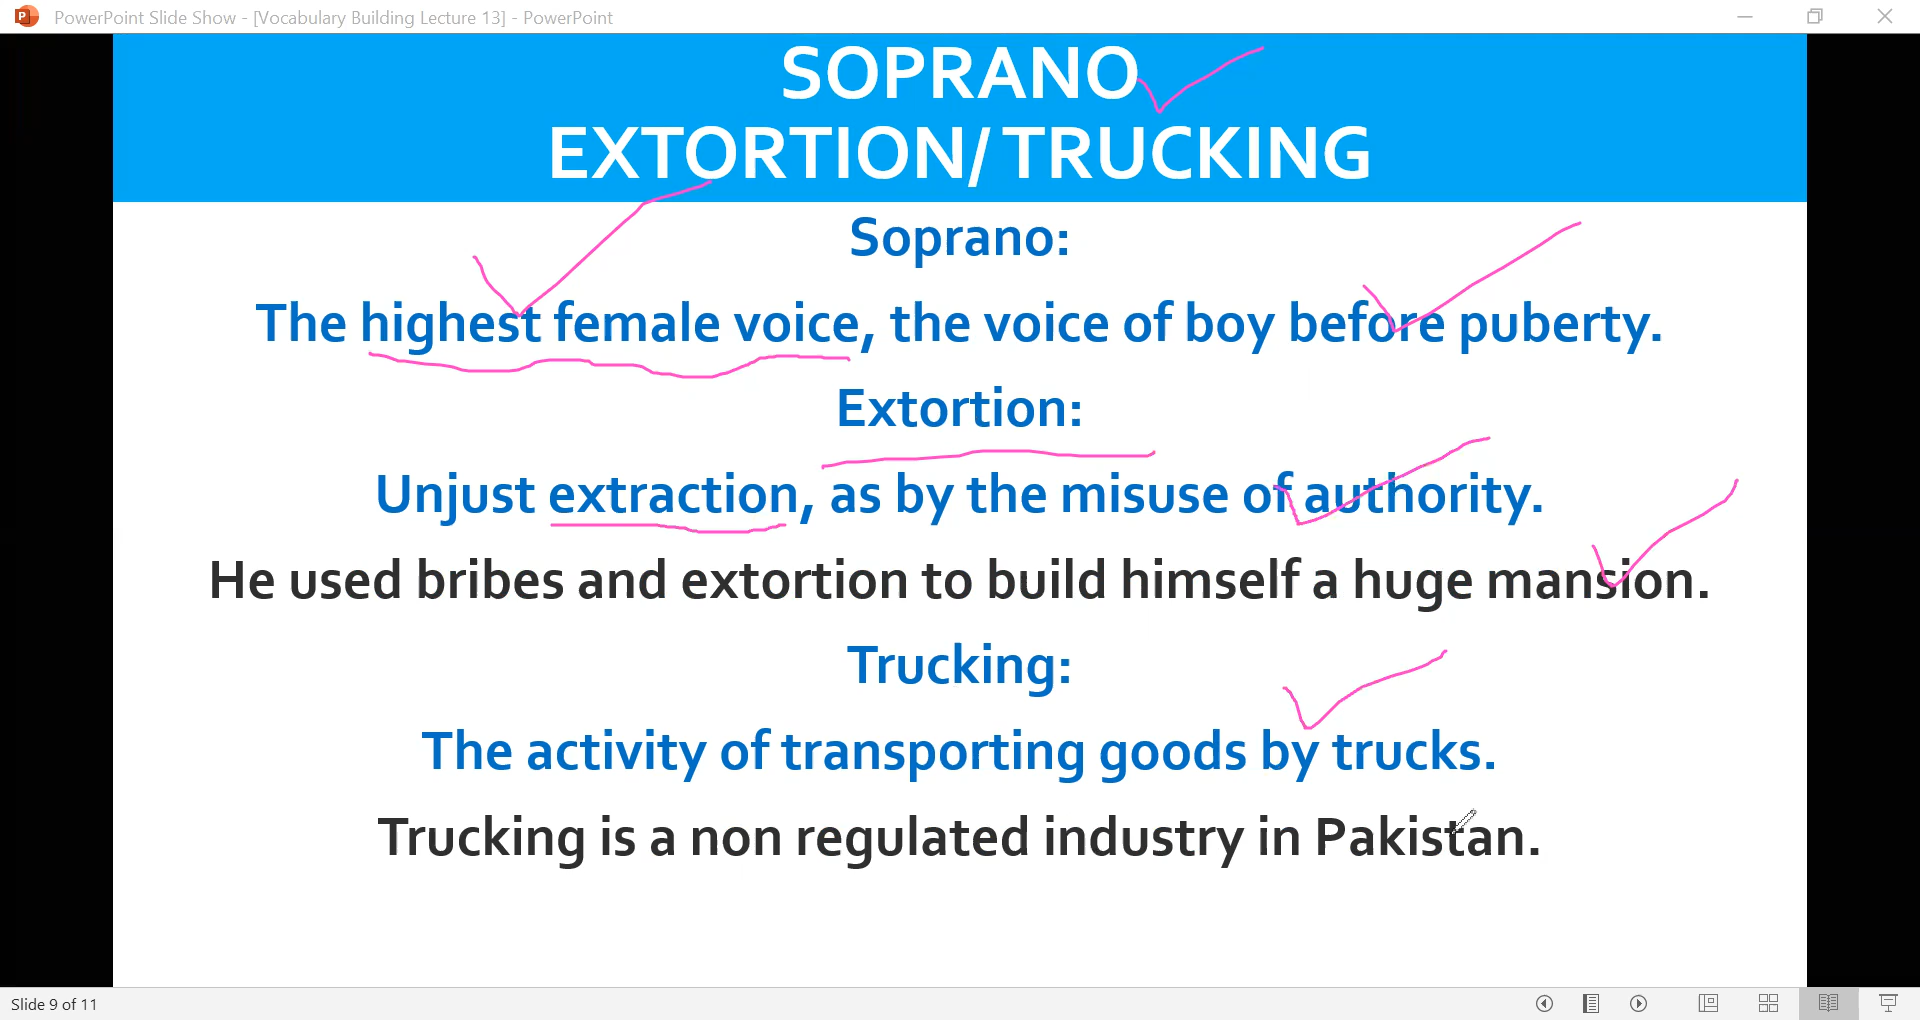 PowerPoint Slide Show - [Vocabulary Building Lecture 13] - PowerPoint
SOPRANO
EXTORTION/ TRUCKING
Soprano:
The highest female voice, the voice of boy before puberty.
Extortion:
Unjust extraction, as by the misuse of authority.
He used bribes and extortion to build himself a huge mansion.
Trucking:
The activity of transporting goods by trucks.
Trucking is a non regulated industry in Pakistan.
Slide 9 of 11